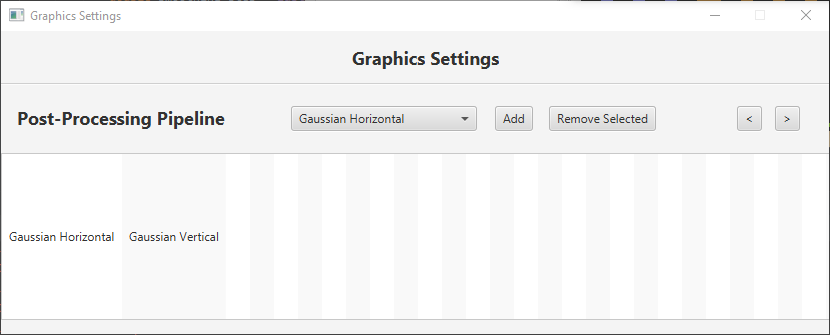 Graphics Settings
Graphics Settings
Post-Processing Pipeline
Gaussian Horizontal
Add
Remove Selected
<
>
Gaussian Horizontal
Gaussian Vertical